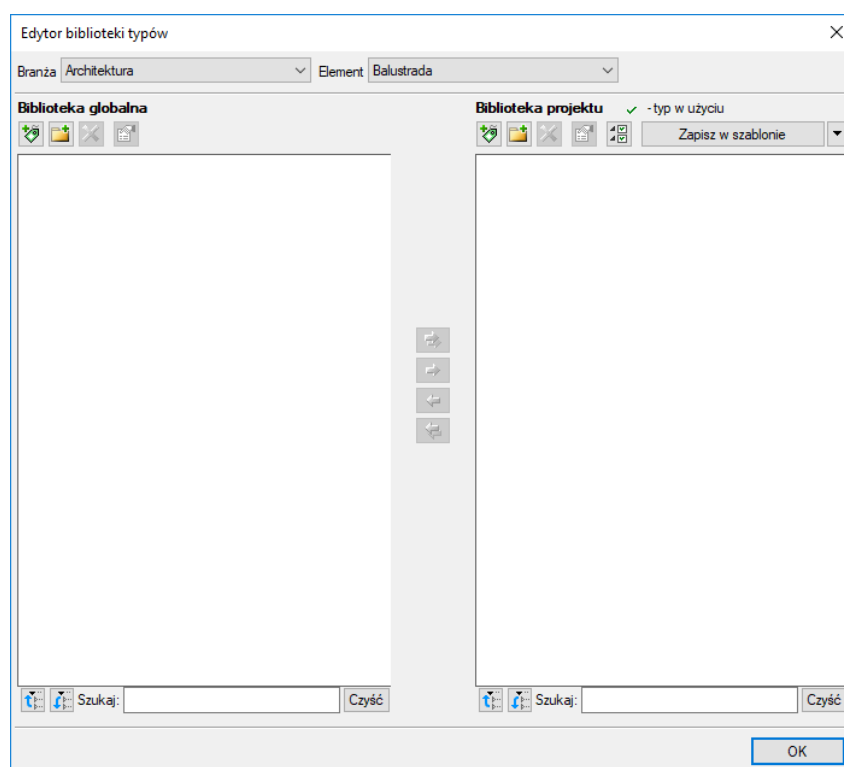 Edytor biblioteki typów
Branża Architektura Element Balustrada
Biblioteka globalna
Biblioteka projektu - typ w użyciu
Zapisz w szablonie
Szukaj: Czyść
Szukaj: Czyść
OK